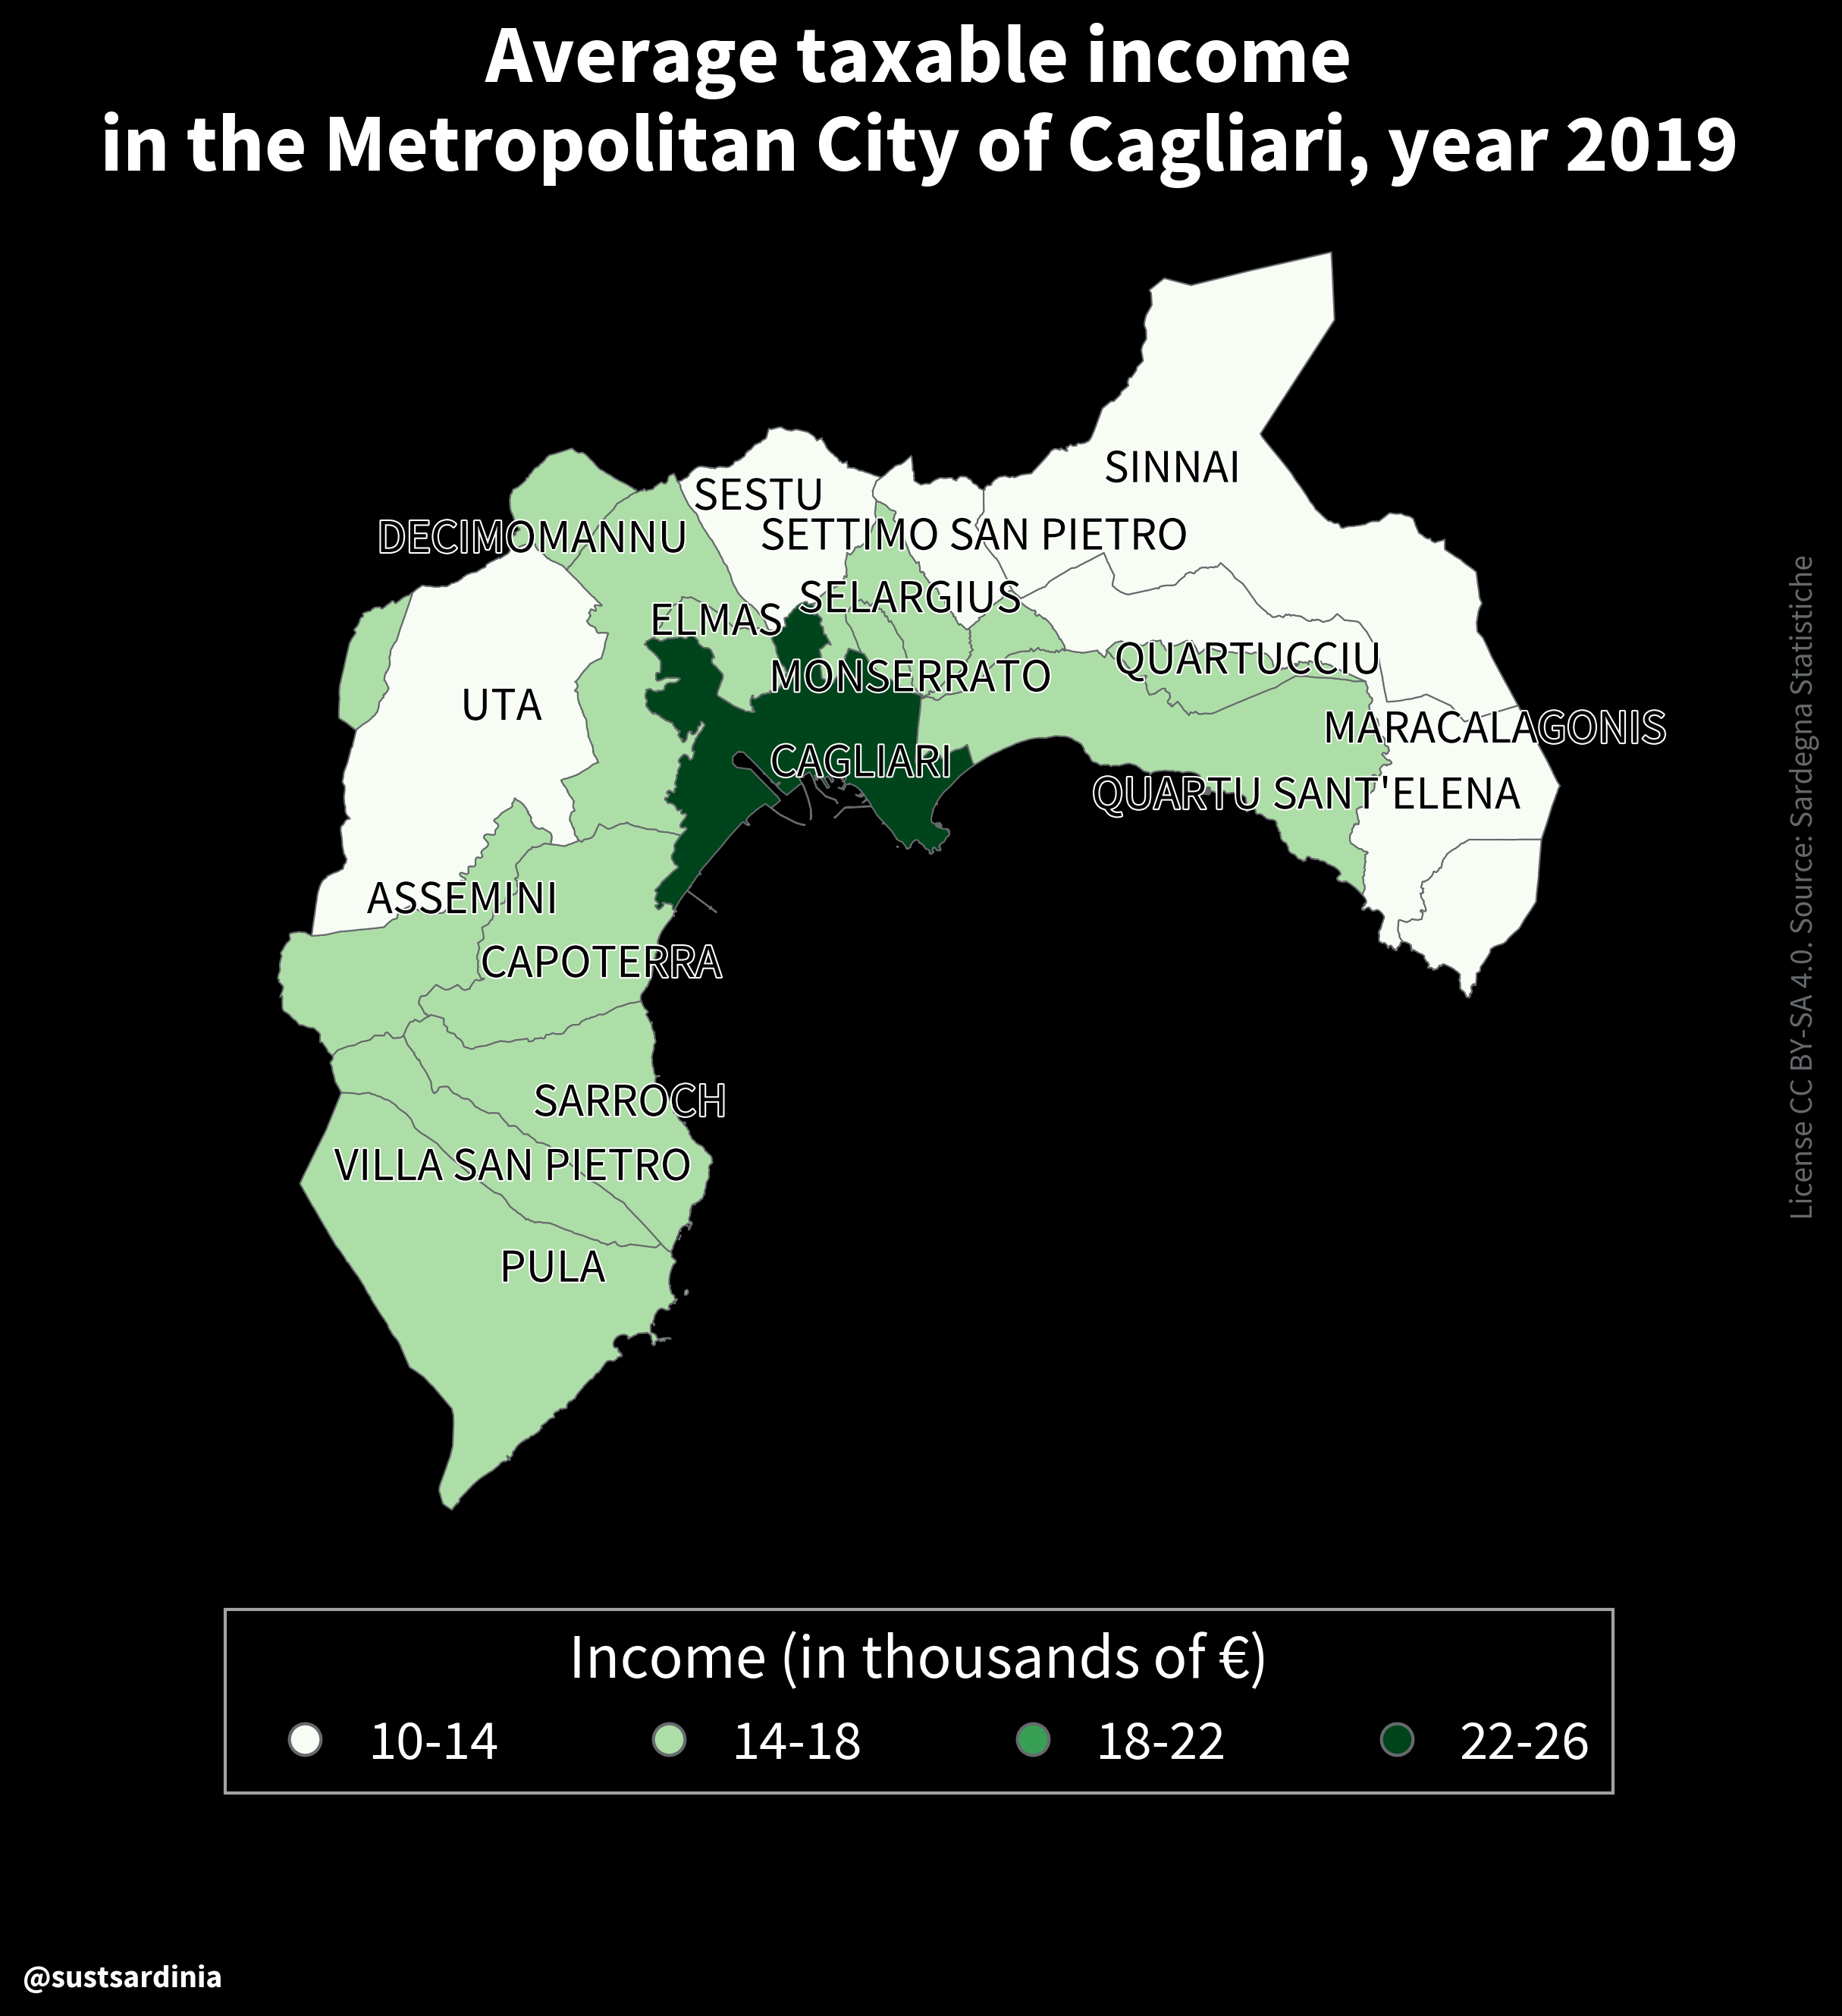 Average taxable income
in the Metropolitan City of Cagliari, year 2019
SINNAI
SESTU
SETTIMO SAN PIETRO
DECIMOMANNU
SELARGIUS
ELMAS
QUARTUCCIU
MONSERRATO
UTA
MARACALAGONIS
CAGLIARI
QUARTU SANT'ELENA
ASSEMINI
CAPOTERRA
SARROCH
VILLA SAN PIETRO
PULA
License CC BY-SA 4.0. Source: Sardegna Statistiche
Income (in thousands of €)
10-14 14-18 18-22 22-26
@sustsardinia